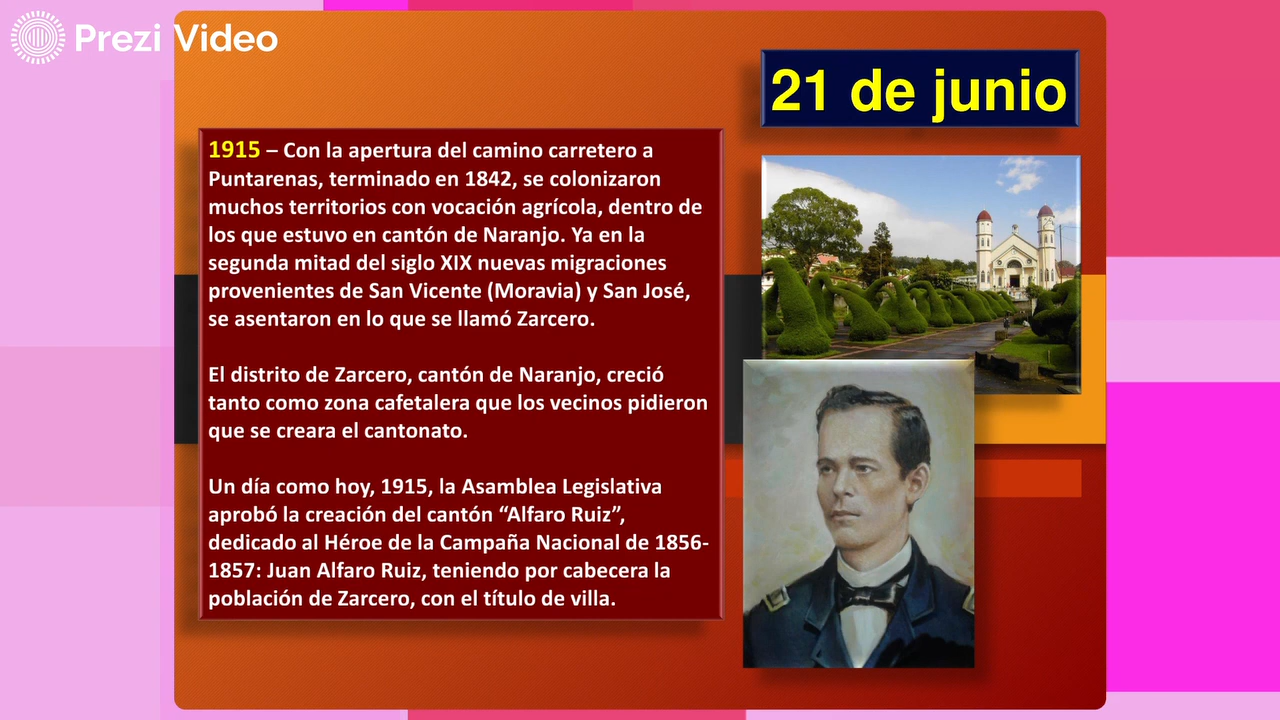 Prezi Video
21 de junio
1915 – Con la apertura del camino carretero a
Puntarenas, terminado en 1842, se colonizaron
muchos territorios con vocación agrícola, dentro de
los que estuvo en cantón de Naranjo. Ya en la
segunda mitad del siglo XIX nuevas migraciones
provenientes de San Vicente (Moravia) y San José,
se asentaron en lo que se llamó Zarcero.
El distrito de Zarcero, cantón de Naranjo, creció
tanto como zona cafetalera que los vecinos pidieron
que se creara el cantonato.
Un día como hoy, 1915, la Asamblea Legislativa
aprobó la creación del cantón “Alfaro Ruiz”,
dedicado al Héroe de la Campaña Nacional de 1856-
1857: Juan Alfaro Ruiz, teniendo por cabecera la
población de Zarcero, con el título de villa.